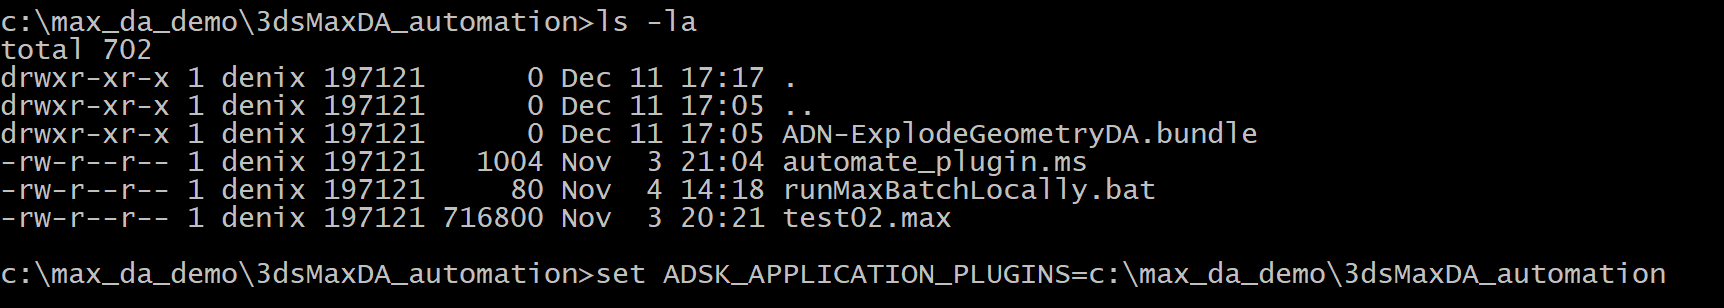 c:\max_da_demo\3dsMaxDA_automation>ls -la
total 702
drwxr-xr-x 1 denix 197121      0 Dec 11 17:17 .
drwxr-xr-x 1 denix 197121      0 Dec 11 17:05 ..
drwxr-xr-x 1 denix 197121      0 Dec 11 17:05 ADN-ExplodeGeometryDA.bundle
-rw-r--r-- 1 denix 197121   1004 Nov  3 21:04 automate_plugin.ms
-rw-r--r-- 1 denix 197121     80 Nov  4 14:18 runMaxBatchLocally.bat
-rw-r--r-- 1 denix 197121 716800 Nov  3 20:21 test02.max
c:\max_da_demo\3dsMaxDA_automation>set ADSK_APPLICATION_PLUGINS=c:\max_da_demo\3dsMaxDA_automation